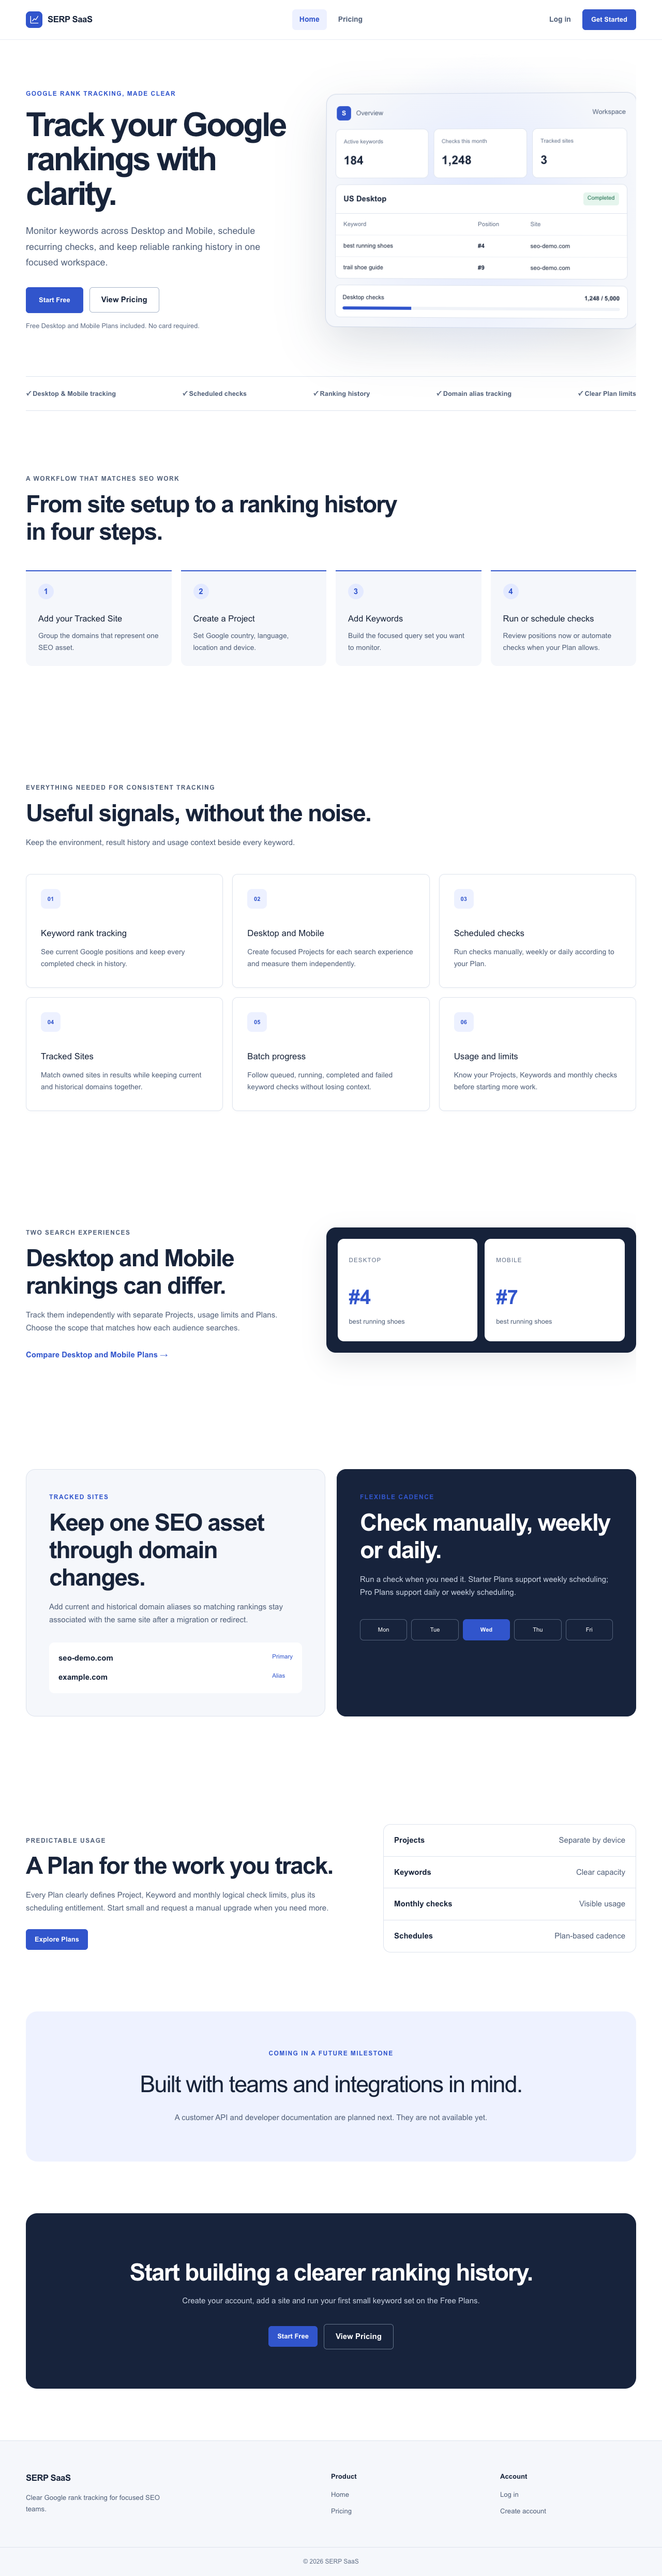 SERP SaaS
Home
Pricing
Log in
Get Started
GOOGLE RANK TRACKING, MADE CLEAR
Track your Google
rankings with
clarity.
Monitor keywords across Desktop and Mobile, schedule
recurring checks, and keep reliable ranking history in one
focused workspace.
Start Free
View Pricing
Free Desktop and Mobile Plans included. No card required.
S
Overview
Workspace
Active keywords
184
Checks this month
1,248
Tracked sites
3
US Desktop
Completed
Keyword Position Site
best running shoes #4 seo-demo.com
trail shoe guide #9 seo-demo.com
Desktop checks 1,248 / 5,000
✓ Desktop & Mobile tracking
✓ Scheduled checks
✓ Ranking history
✓ Domain alias tracking
✓ Clear Plan limits
A WORKFLOW THAT MATCHES SEO WORK
From site setup to a ranking history
in four steps.
1
Add your Tracked Site
Group the domains that represent one
SEO asset.
2
Create a Project
Set Google country, language,
location and device.
3
Add Keywords
Build the focused query set you want
to monitor.
4
Run or schedule checks
Review positions now or automate
checks when your Plan allows.
EVERYTHING NEEDED FOR CONSISTENT TRACKING
Useful signals, without the noise.
Keep the environment, result history and usage context beside every keyword.
01
Keyword rank tracking
See current Google positions and keep every
completed check in history.
02
Desktop and Mobile
Create focused Projects for each search experience
and measure them independently.
03
Scheduled checks
Run checks manually, weekly or daily according to
your Plan.
04
Tracked Sites
Match owned sites in results while keeping current
and historical domains together.
05
Batch progress
Follow queued, running, completed and failed
keyword checks without losing context.
06
Usage and limits
Know your Projects, Keywords and monthly checks
before starting more work.
TWO SEARCH EXPERIENCES
Desktop and Mobile
rankings can differ.
Track them independently with separate Projects, usage limits and Plans.
Choose the scope that matches how each audience searches.
Compare Desktop and Mobile Plans →
DESKTOP
#4
best running shoes
MOBILE
#7
best running shoes
TRACKED SITES
Keep one SEO asset
through domain
changes.
Add current and historical domain aliases so matching rankings stay
associated with the same site after a migration or redirect.
seo-demo.com Primary
example.com Alias
FLEXIBLE CADENCE
Check manually, weekly
or daily.
Run a check when you need it. Starter Plans support weekly scheduling;
Pro Plans support daily or weekly scheduling.
Mon
Tue
Wed
Thu
Fri
PREDICTABLE USAGE
A Plan for the work you track.
Every Plan clearly defines Project, Keyword and monthly logical check limits, plus its
scheduling entitlement. Start small and request a manual upgrade when you need more.
Explore Plans
Projects Separate by device
Keywords Clear capacity
Monthly checks Visible usage
Schedules Plan-based cadence
COMING IN A FUTURE MILESTONE
Built with teams and integrations in mind.
A customer API and developer documentation are planned next. They are not available yet.
Start building a clearer ranking history.
Create your account, add a site and run your first small keyword set on the Free Plans.
Start Free
View Pricing
SERP SaaS
Clear Google rank tracking for focused SEO
teams.
Product
Home
Pricing
Account
Log in
Create account
© 2026 SERP SaaS